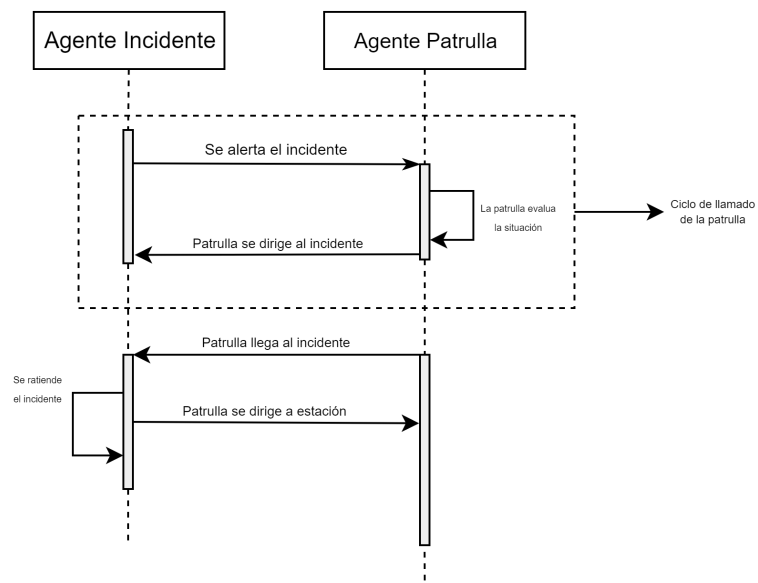 Agente Incidente
Agente Patrulla
Se alerta el incidente
La patrulla evalua
la situación
Ciclo de llamado
de la patrulla
Patrulla se dirige al incidente
Patrulla llega al incidente
Se ratiende
el incidente
Patrulla se dirige a estación